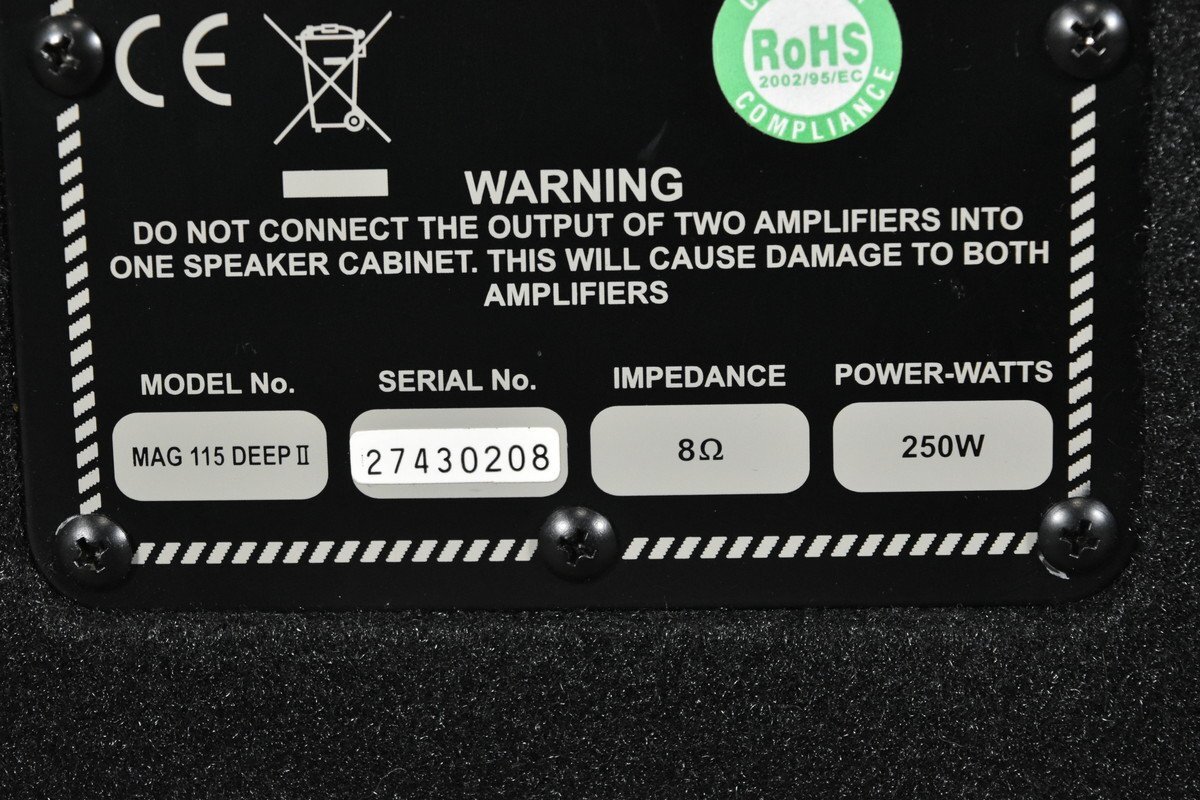 CE
RoHS
2002/95/EC
COMPLIANCE
WARNING
DO NOT CONNECT THE OUTPUT OF TWO AMPLIFIERS INTO
ONE SPEAKER CABINET. THIS WILL CAUSE DAMAGE TO BOTH
AMPLIFIERS
MODEL No. SERIAL No. IMPEDANCE POWER-WATTS
MAG 115 DEEP II 27430208 8Ω 250W